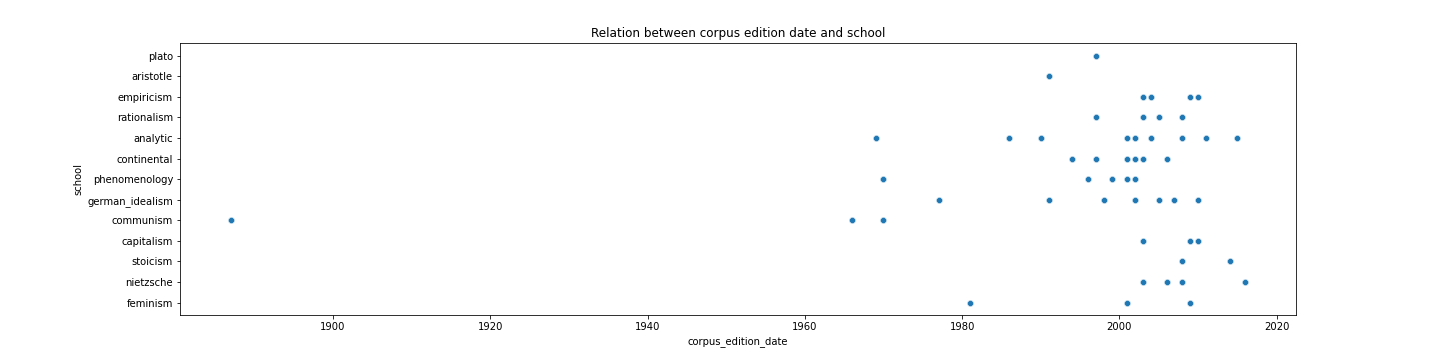 Relation between corpus edition date and school
school
plato
aristotle
empiricism
rationalism
analytic
continental
phenomenology
german_idealism
communism
capitalism
stoicism
nietzsche
feminism
1900 1920 1940 1960 1980 2000 2020
corpus_edition_date